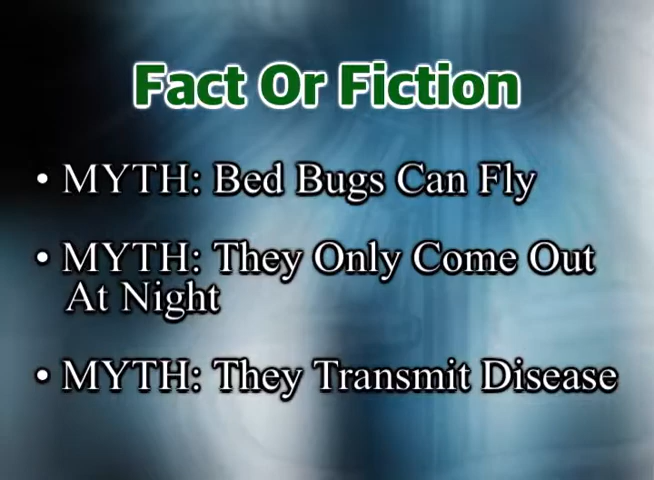 Fact Or Fiction
• MYTH: Bed Bugs Can Fly
• MYTH: They Only Come Out
At Night
• MYTH: They Transmit Disease